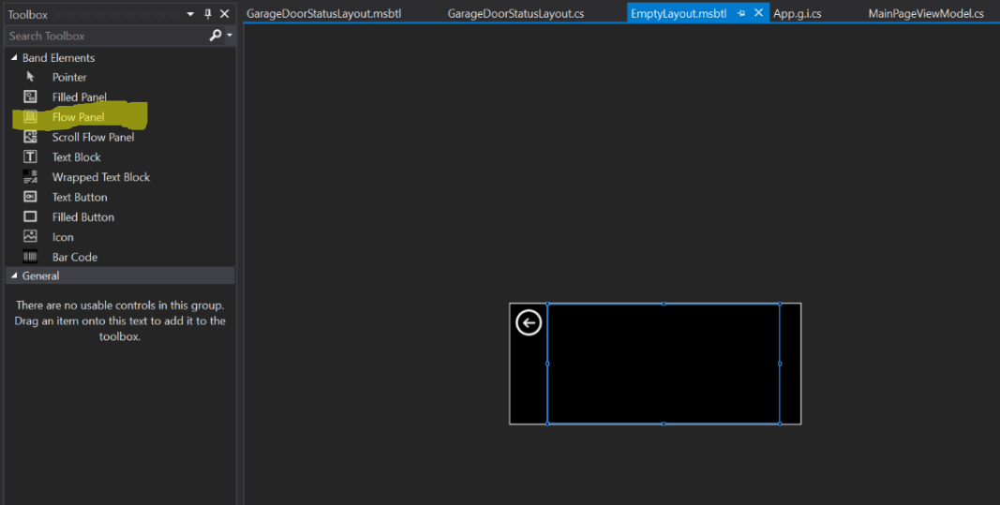 Toolbox
GarageDoorStatusLayout.msbtl
GarageDoorStatusLayout.cs
EmptyLayout.msbtl
App.g.i.cs
MainPageViewModel.cs
Search Toolbox
Band Elements
Pointer
Filled Panel
Flow Panel
Scroll Flow Panel
Text Block
Wrapped Text Block
Text Button
Filled Button
Icon
Bar Code
General
There are no usable controls in this group.
Drag an item onto this text to add it to the
toolbox.